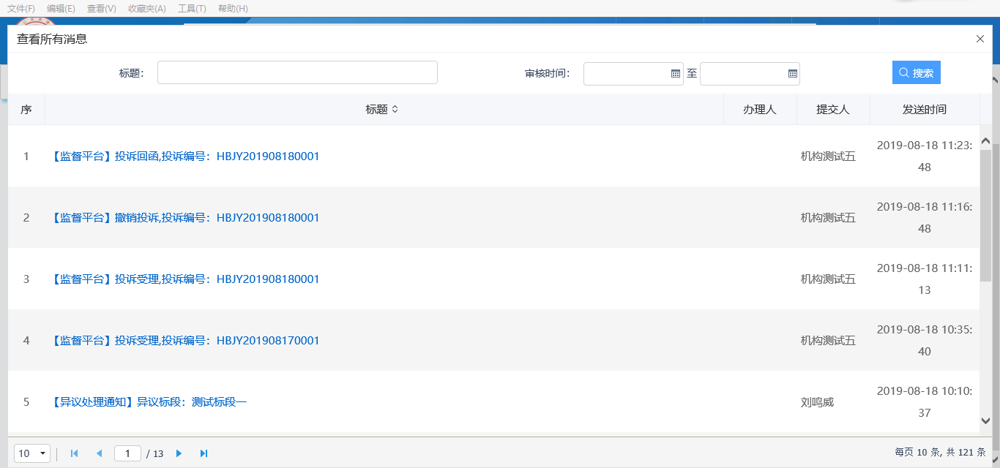 文件(F) 编辑(E) 查看(V) 收藏夹(A) 工具(T) 帮助(H)
查看所有消息
标题： 审核时间： 至 搜索
序 标题 办理人 提交人 发送时间
1 【监督平台】投诉回函,投诉编号：HBJY201908180001 机构测试五 2019-08-18 11:23:
48
2 【监督平台】撤销投诉,投诉编号：HBJY201908180001 机构测试五 2019-08-18 11:16:
48
3 【监督平台】投诉受理,投诉编号：HBJY201908180001 机构测试五 2019-08-18 11:11:
13
4 【监督平台】投诉受理,投诉编号：HBJY201908170001 机构测试五 2019-08-18 10:35:
40
5 【异议处理通知】异议标段：测试标段一 刘鸣威 2019-08-18 10:10:
37
10 1 / 13 每页 10 条, 共 121 条